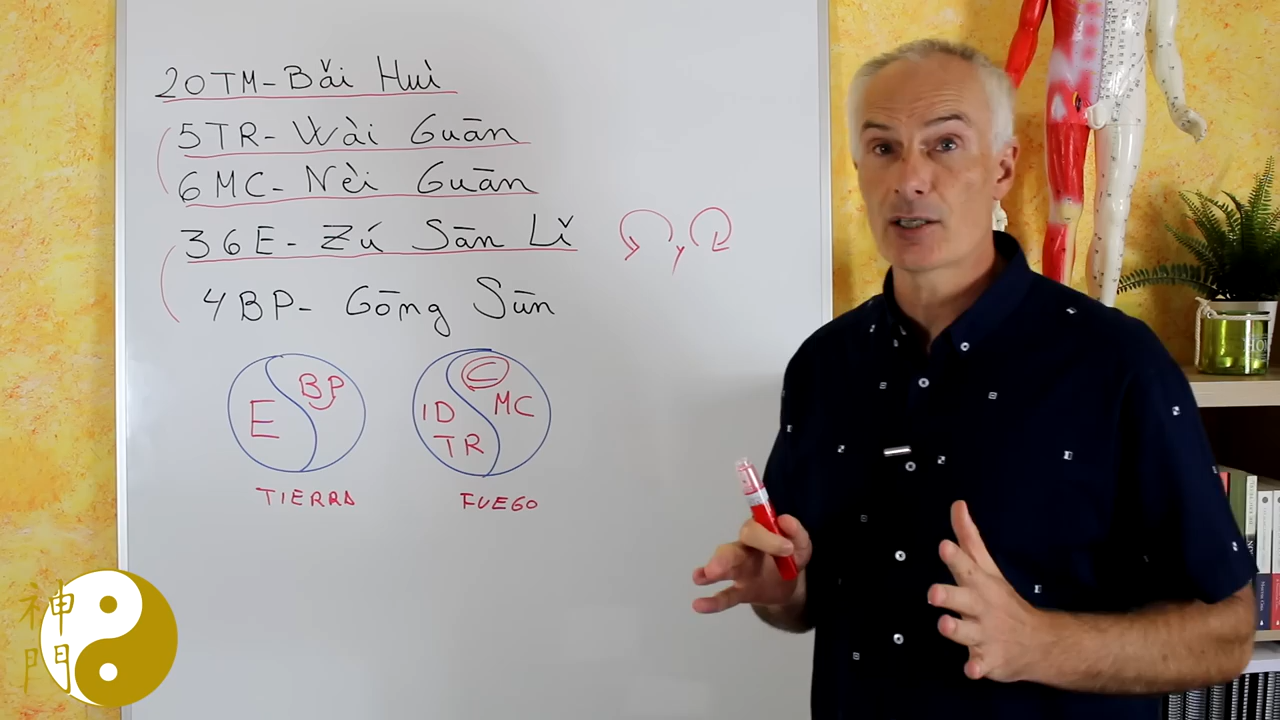 20TM-Bǎi Huì
5TR-Wài Guān
6MC-Nèi Guān
36E-Zú Sān Lǐ
y
4BP-Gōng Sūn
E
BP
C
ID
MC
TR
TIERRA
FUEGO
神
門